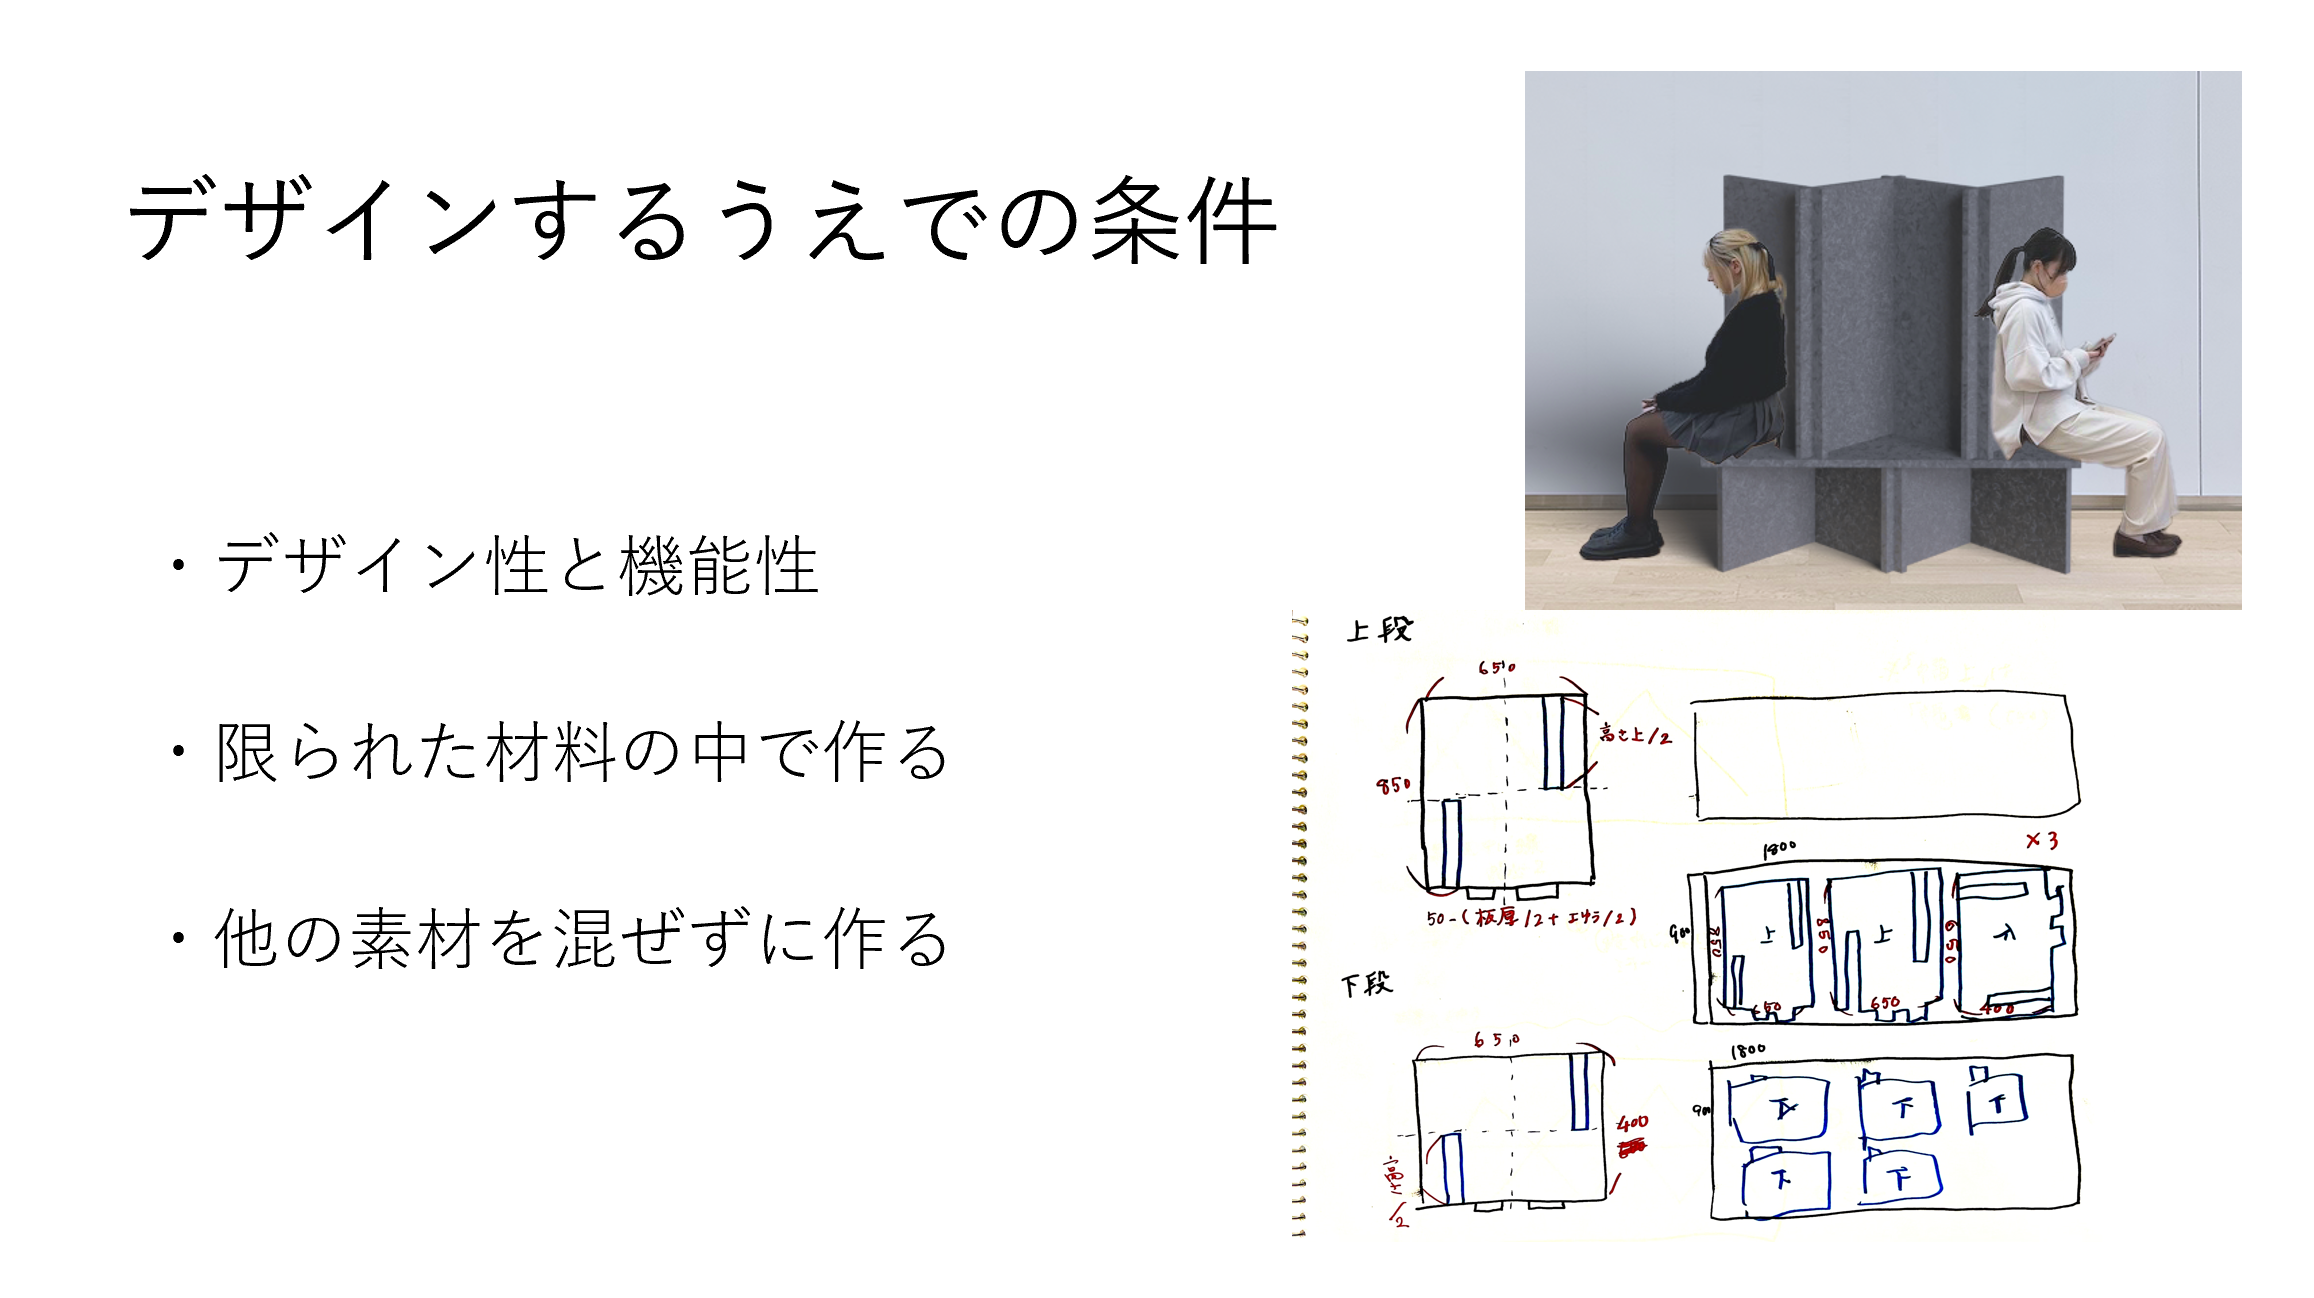 デザインするうえでの条件
・デザイン性と機能性
・限られた材料の中で作る
・他の素材を混ぜずに作る
上段
650
高さ上/2
850
50-(板厚/2+エサラ/2)
×3
1800
900
850
上
650
850
上
650
650
400
下段
650
400
高さ下/2
1800
900
下
下
下
下
下